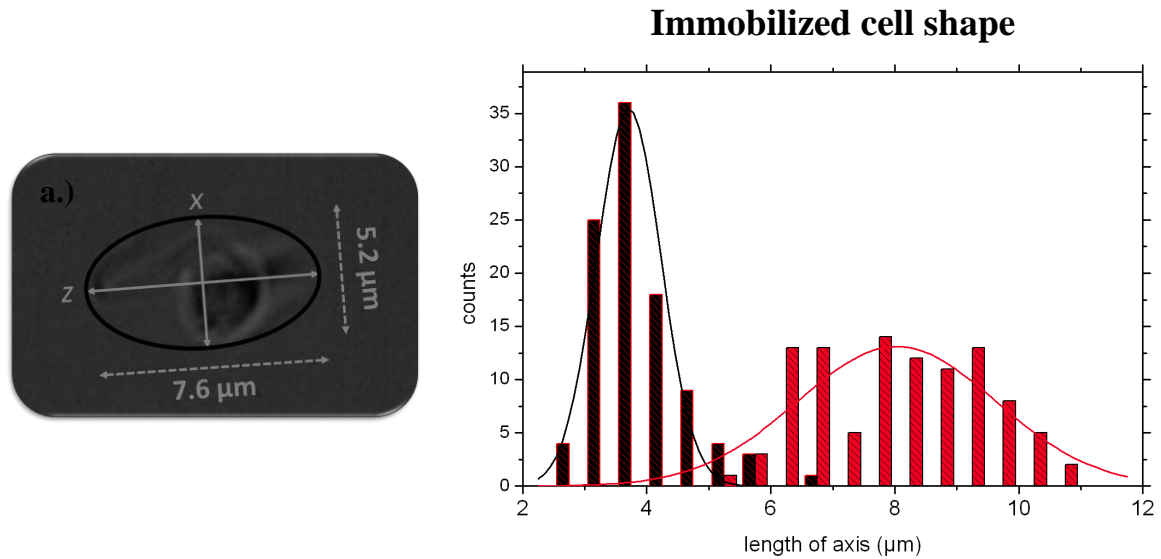 Immobilized cell shape
a.)
X
Z
5.2 µm
7.6 µm
counts
35
30
25
20
15
10
5
0
2 4 6 8 10 12
length of axis (µm)